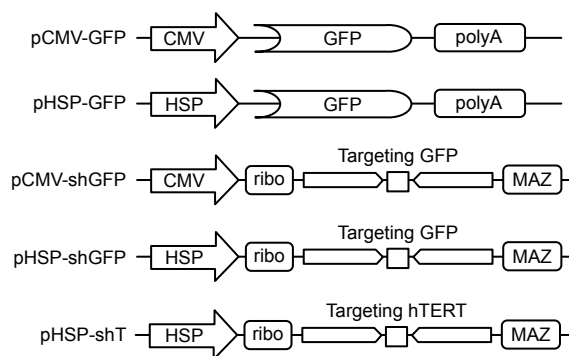 pCMV-GFP CMV GFP polyA
pHSP-GFP HSP GFP polyA
Targeting GFP
pCMV-shGFP CMV ribo MAZ
Targeting GFP
pHSP-shGFP HSP ribo MAZ
Targeting hTERT
pHSP-shT HSP ribo MAZ